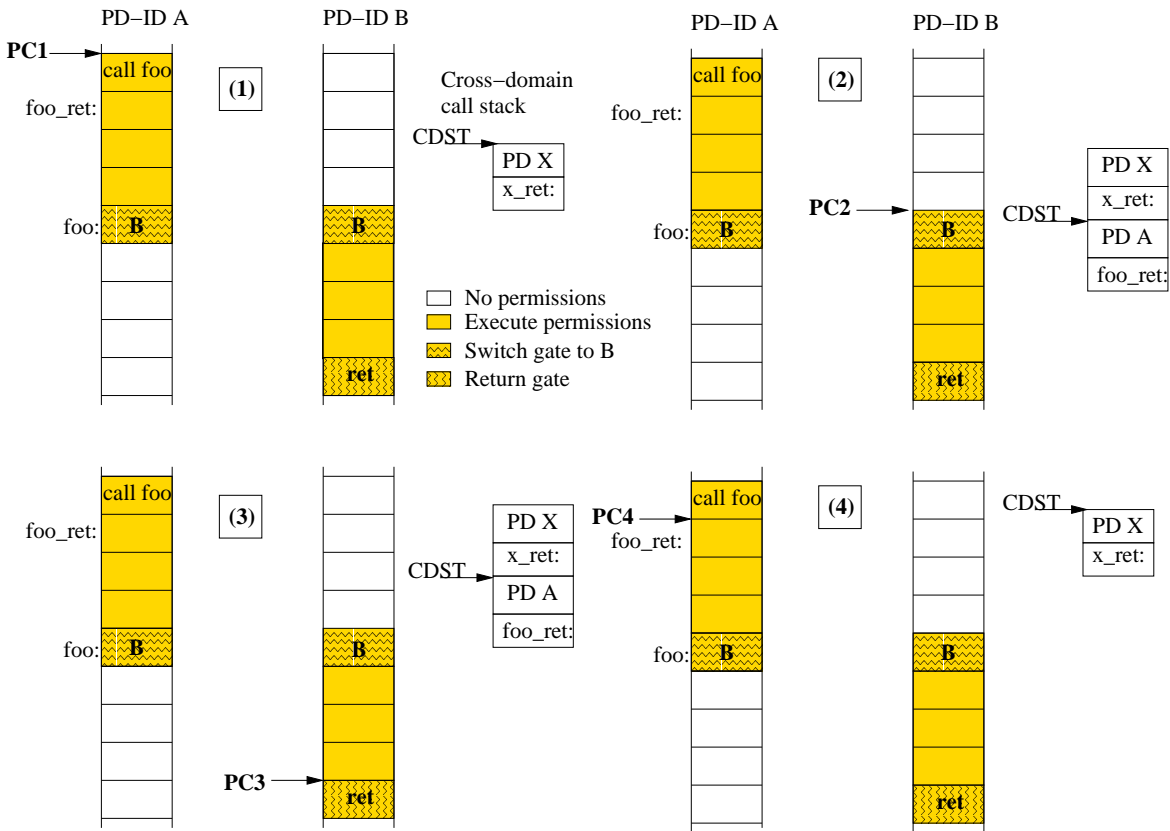 PD−ID A
PD−ID B
PC1
call foo
(1)
foo_ret:
foo:
B
B
ret
Cross−domain
call stack
CDST
PD X
x_ret:
No permissions
Execute permissions
Switch gate to B
Return gate
PD−ID A
PD−ID B
call foo
(2)
foo_ret:
PC2
foo:
B
B
ret
CDST
PD X
x_ret:
PD A
foo_ret:
call foo
(3)
foo_ret:
foo:
B
B
PC3
ret
CDST
PD X
x_ret:
PD A
foo_ret:
call foo
(4)
PC4
foo_ret:
foo:
B
B
ret
CDST
PD X
x_ret: